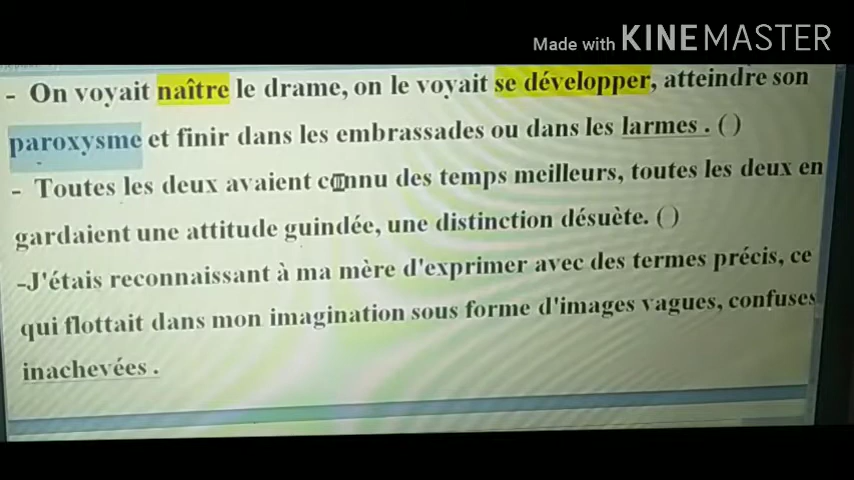 Made with KINEMASTER
- On voyait naître le drame, on le voyait se développer, atteindre son
paroxysme et finir dans les embrassades ou dans les larmes . ()
- Toutes les deux avaient connu des temps meilleurs, toutes les deux en
gardaient une attitude guindée, une distinction désuète. ()
-J'étais reconnaissant à ma mère d'exprimer avec des termes précis, ce
qui flottait dans mon imagination sous forme d'images vagues, confuses
inachevées .